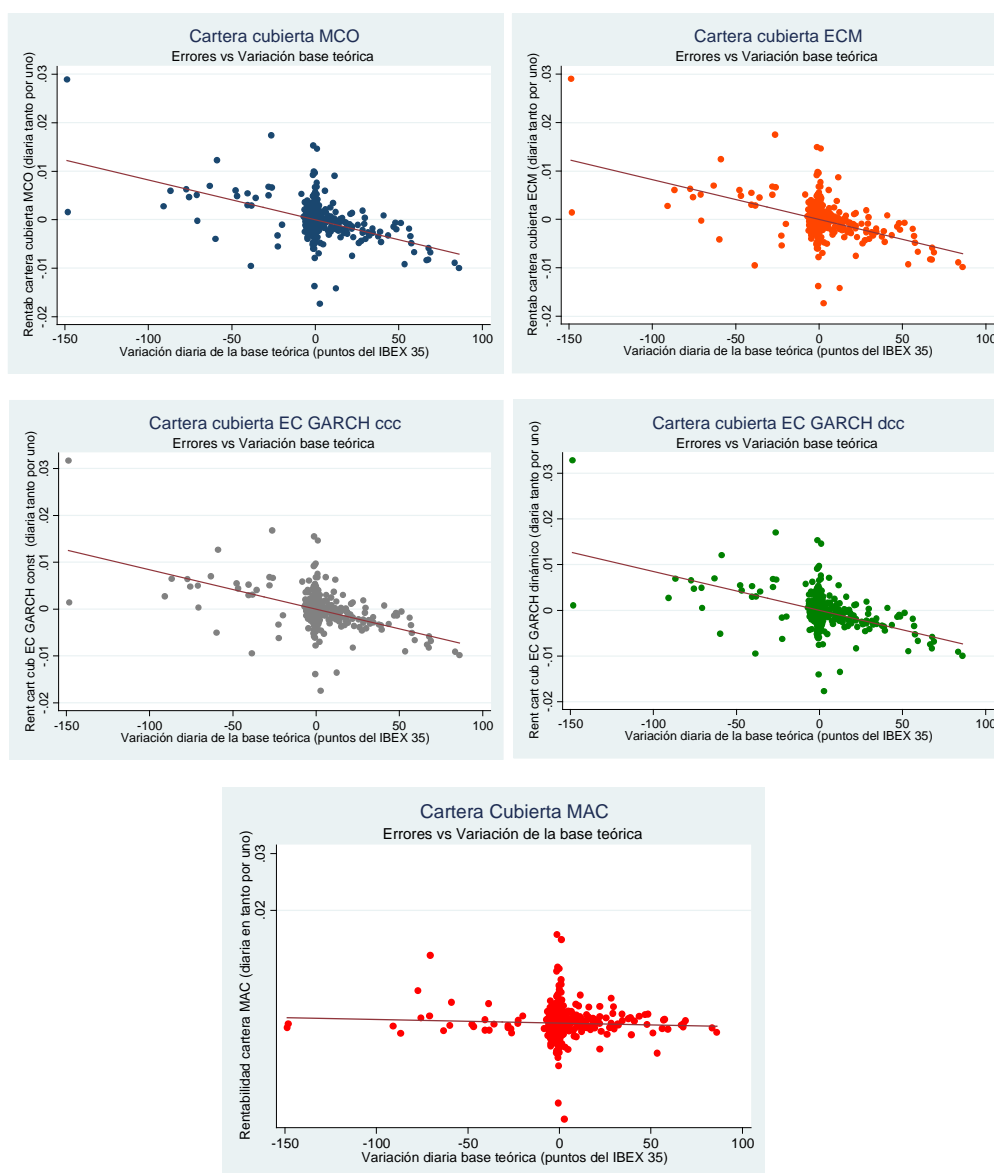 Cartera cubierta MCO
Errores vs Variación base teórica
Rentab cartera cubierta MCO (diaria tanto por uno)
.03
.02
.01
0
-.01
-.02
-150
-100
-50
0
50
100
Variación diaria de la base teórica (puntos del IBEX 35)
Cartera cubierta ECM
Errores vs Variación base teórica
Rentab cartera cubierta ECM (diaria tanto por uno)
.03
.02
.01
0
-.01
-.02
-150
-100
-50
0
50
100
Variación diaria de la base teórica (puntos del IBEX 35)
Cartera cubierta EC GARCH ccc
Errores vs Variación base teórica
Rent cart cub EC GARCH const (diaria tanto por uno)
.03
.02
.01
0
-.01
-.02
-150
-100
-50
0
50
100
Variación diaria de la base teórica (puntos del IBEX 35)
Cartera cubierta EC GARCH dcc
Errores vs Variación base teórica
Rent cart cub EC GARCH dinámico (diaria tanto por uno)
.03
.02
.01
0
-.01
-.02
-150
-100
-50
0
50
100
Variación diaria de la base teórica (puntos del IBEX 35)
Cartera Cubierta MAC
Errores vs Variación de la base teórica
Rentabilidad cartera MAC (diaria en tanto por uno)
.03
.02
-150
-100
-50
0
50
100
Variación diaria base teórica (puntos del IBEX 35)